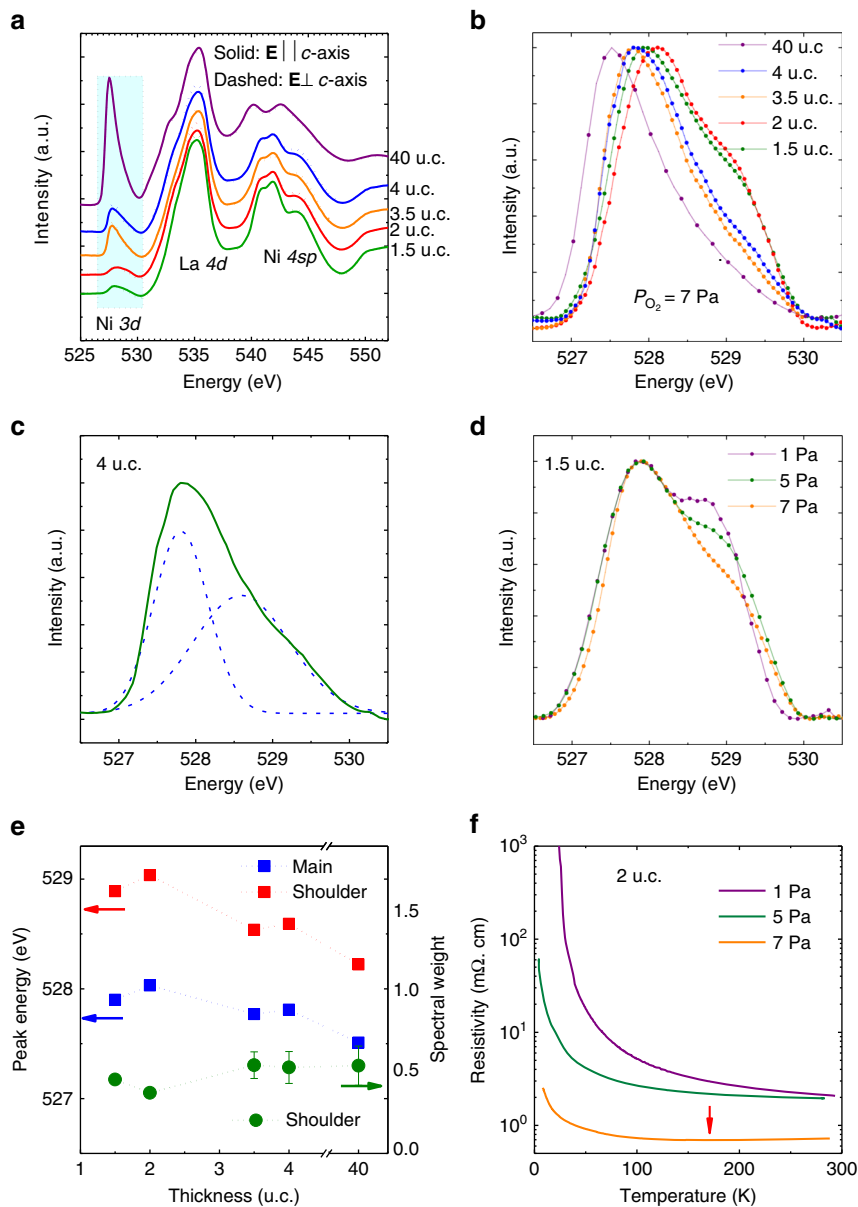 a
Solid: E || c-axis
Dashed: E⊥ c-axis
40 u.c.
4 u.c.
3.5 u.c.
2 u.c.
1.5 u.c.
La 4d
Ni 4sp
Ni 3d
Intensity (a.u.)
525 530 535 540 545 550
Energy (eV)
b
40 u.c
4 u.c.
3.5 u.c.
2 u.c.
1.5 u.c.
P_O2 = 7 Pa
Intensity (a.u.)
527 528 529 530
Energy (eV)
c
4 u.c.
Intensity (a.u.)
527 528 529 530
Energy (eV)
d
1.5 u.c.
1 Pa
5 Pa
7 Pa
Intensity (a.u.)
527 528 529 530
Energy (eV)
e
Main
Shoulder
Shoulder
529
528
527
Peak energy (eV)
1.5
1.0
0.5
0.0
Spectral weight
1 2 3 4 40
Thickness (u.c.)
f
2 u.c.
1 Pa
5 Pa
7 Pa
10³
10²
10¹
10⁰
Resistivity (mΩ. cm)
0 100 200 300
Temperature (K)